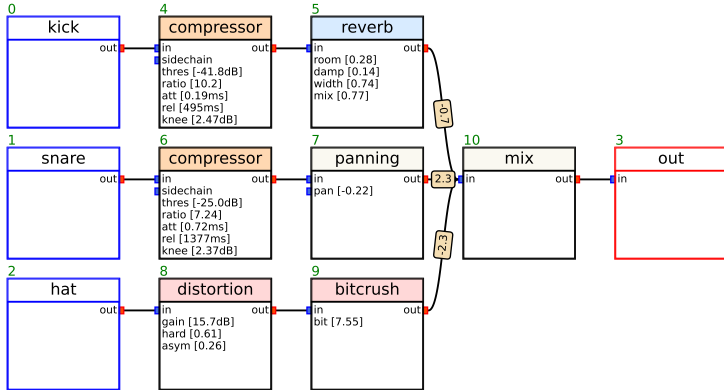 0
kick
out
4
compressor
in out
sidechain
thres [-41.8dB]
ratio [10.2]
att [0.19ms]
rel [495ms]
knee [2.47dB]
5
reverb
in out
room [0.28]
damp [0.14]
width [0.74]
mix [0.77]
-0.7
1
snare
out
6
compressor
in out
sidechain
thres [-25.0dB]
ratio [7.24]
att [0.72ms]
rel [1377ms]
knee [2.37dB]
7
panning
in out
pan [-0.22]
2.3
10
mix
in out
3
out
in
2
hat
out
8
distortion
in out
gain [15.7dB]
hard [0.61]
asym [0.26]
9
bitcrush
in out
bit [7.55]
-2.3